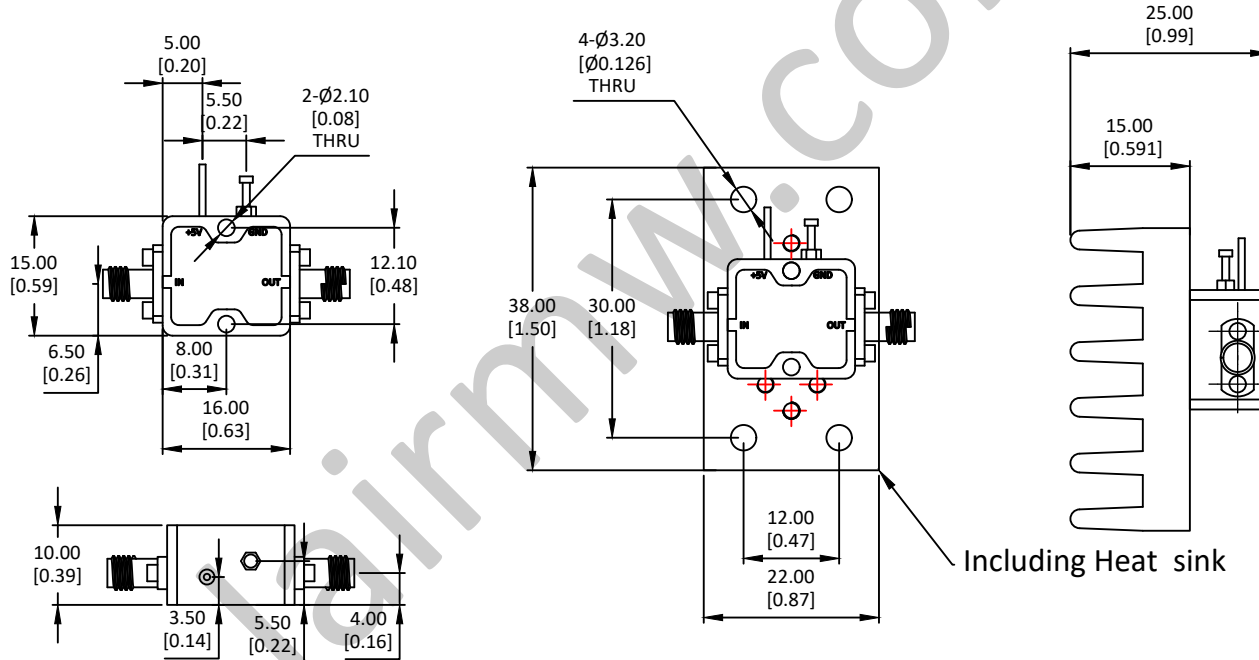 5.00
[0.20]
5.50
[0.22]
2-Ø2.10
[0.08]
THRU
+5V
GND
IN
OUT
15.00
[0.59]
12.10
[0.48]
6.50
[0.26]
8.00
[0.31]
16.00
[0.63]
10.00
[0.39]
3.50
[0.14]
5.50
[0.22]
4.00
[0.16]
4-Ø3.20
[Ø0.126]
THRU
+5V
GND
IN
OUT
38.00
[1.50]
30.00
[1.18]
12.00
[0.47]
22.00
[0.87]
Including Heat sink
25.00
[0.99]
15.00
[0.591]
lairmw.co